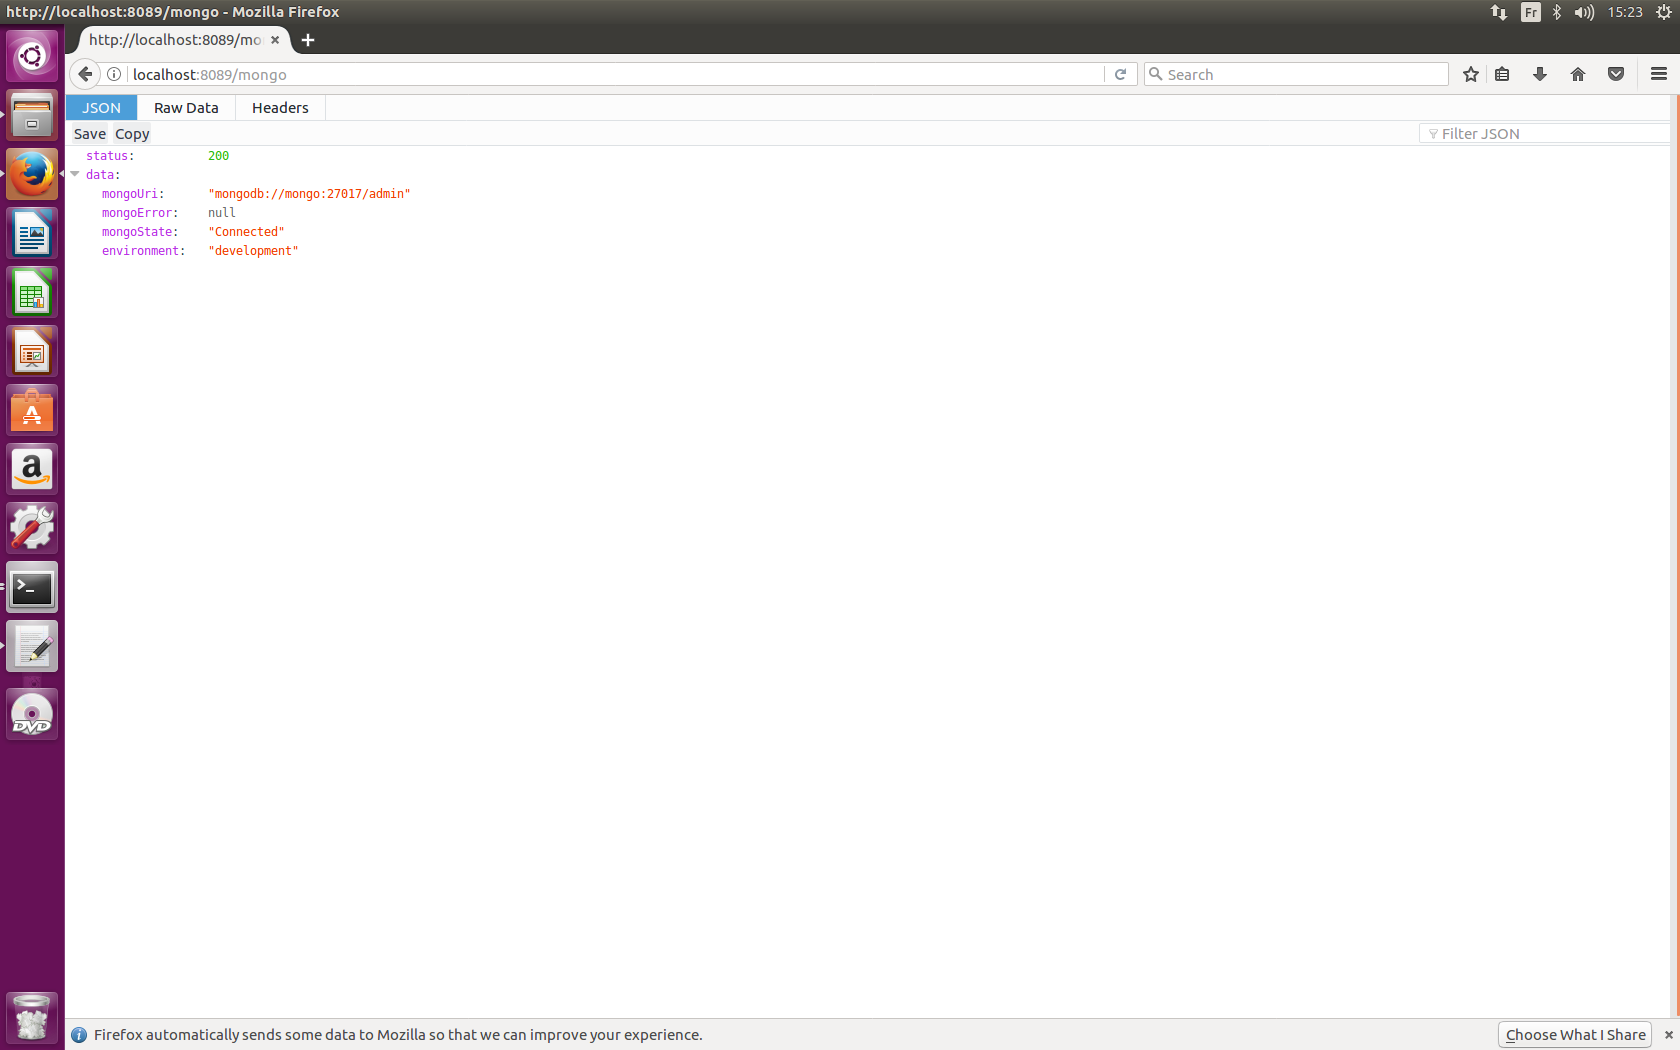 http://localhost:8089/mongo - Mozilla Firefox
Fr
15:23
http://localhost:8089/mo
localhost:8089/mongo
Search
JSON
Raw Data
Headers
Save
Copy
Filter JSON
status: 200
data:
mongoUri: "mongodb://mongo:27017/admin"
mongoError: null
mongoState: "Connected"
environment: "development"
A
a
>_
DVD
Firefox automatically sends some data to Mozilla so that we can improve your experience.
Choose What I Share